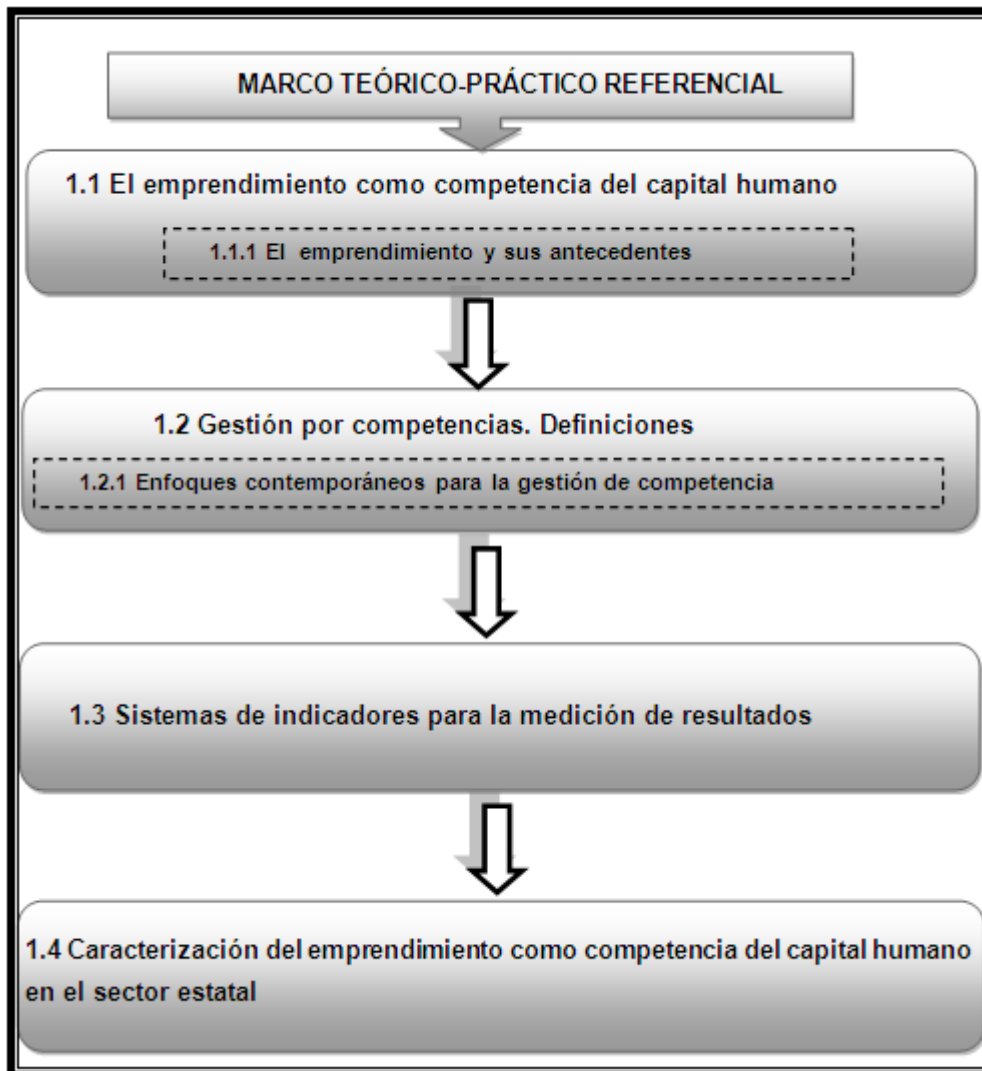 MARCO TEÓRICO-PRÁCTICO REFERENCIAL
1.1 El emprendimiento como competencia del capital humano
1.1.1 El emprendimiento y sus antecedentes
1.2 Gestión por competencias. Definiciones
1.2.1 Enfoques contemporáneos para la gestión de competencia
1.3 Sistemas de indicadores para la medición de resultados
1.4 Caracterización del emprendimiento como competencia del capital humano
en el sector estatal